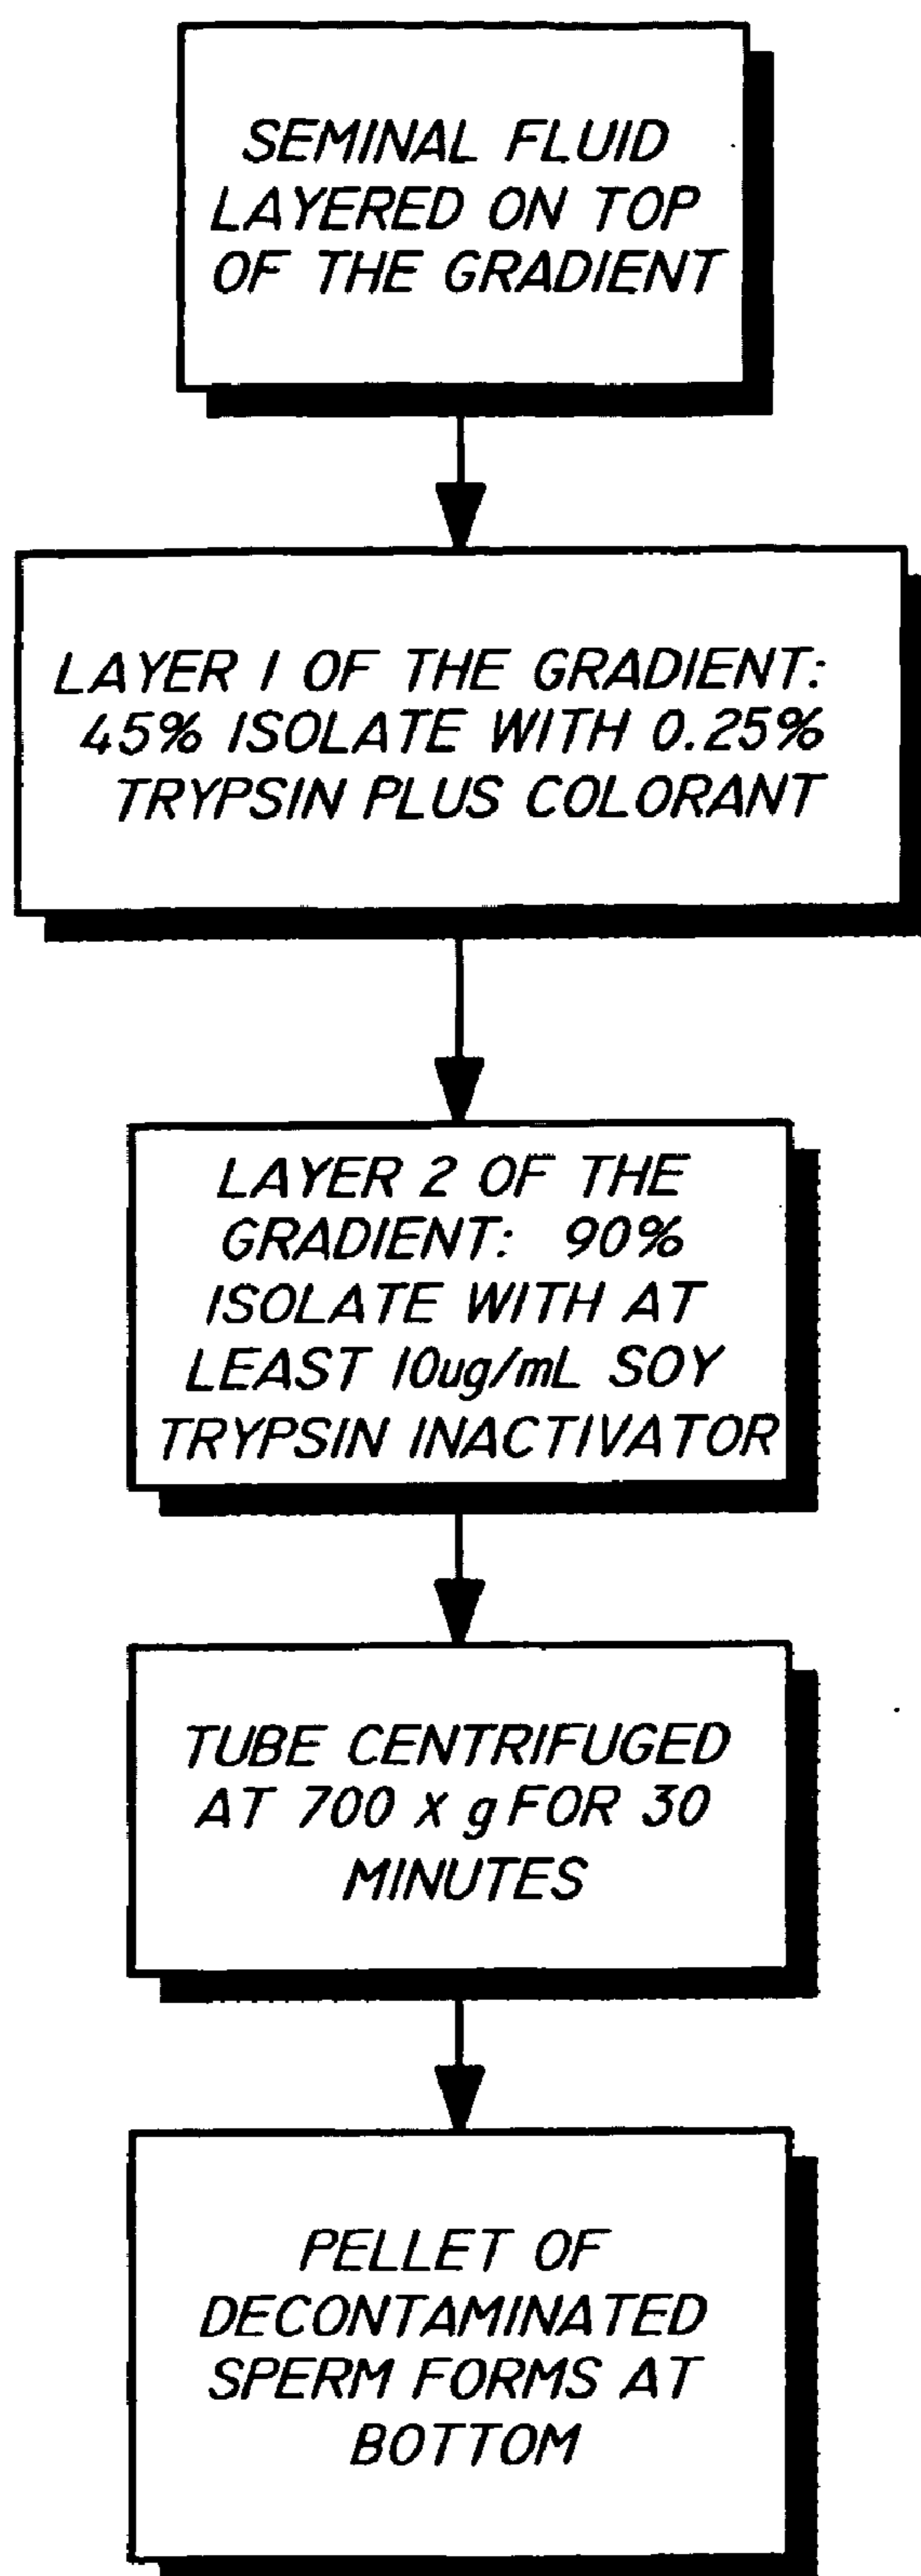 SEMINAL FLUID
LAYERED ON TOP
OF THE GRADIENT
LAYER 1 OF THE GRADIENT:
45% ISOLATE WITH 0.25%
TRYPSIN PLUS COLORANT
LAYER 2 OF THE
GRADIENT: 90%
ISOLATE WITH AT
LEAST 10ug/mL SOY
TRYPSIN INACTIVATOR
TUBE CENTRIFUGED
AT 700 x g FOR 30
MINUTES
PELLET OF
DECONTAMINATED
SPERM FORMS AT
BOTTOM